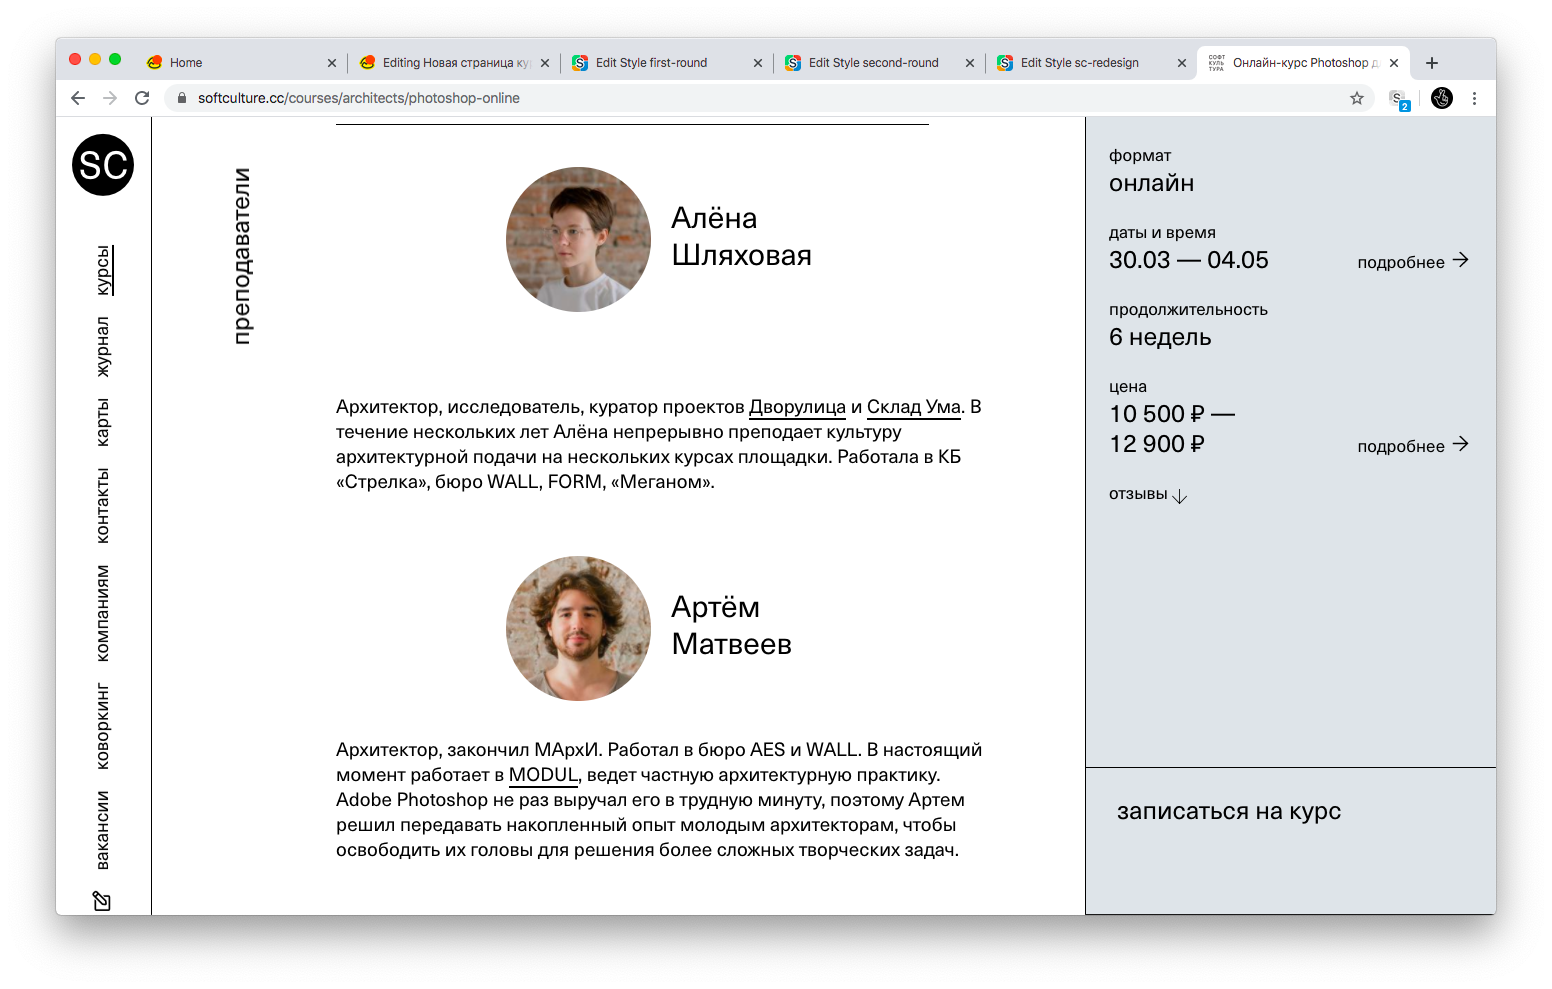 Home
Editing Новая страница ку
Edit Style first-round
Edit Style second-round
Edit Style sc-redesign
СОФТ
КУЛЬ
ТУРА
Онлайн-курс Photoshop д
softculture.cc/courses/architects/photoshop-online
S
2
SC
курсы
журнал
карты
контакты
компаниям
коворкинг
вакансии
преподаватели
Алёна
Шляховая
Архитектор, исследователь, куратор проектов Дворулица и Склад Ума. В
течение нескольких лет Алёна непрерывно преподает культуру
архитектурной подачи на нескольких курсах площадки. Работала в КБ
«Стрелка», бюро WALL, FORM, «Меганом».
Артём
Матвеев
Архитектор, закончил МАрхИ. Работал в бюро AES и WALL. В настоящий
момент работает в MODUL, ведет частную архитектурную практику.
Adobe Photoshop не раз выручал его в трудную минуту, поэтому Артем
решил передавать накопленный опыт молодым архитекторам, чтобы
освободить их головы для решения более сложных творческих задач.
формат
онлайн
даты и время
30.03 — 04.05
подробнее →
продолжительность
6 недель
цена
10 500 ₽ —
12 900 ₽
подробнее →
отзывы ↓
записаться на курс